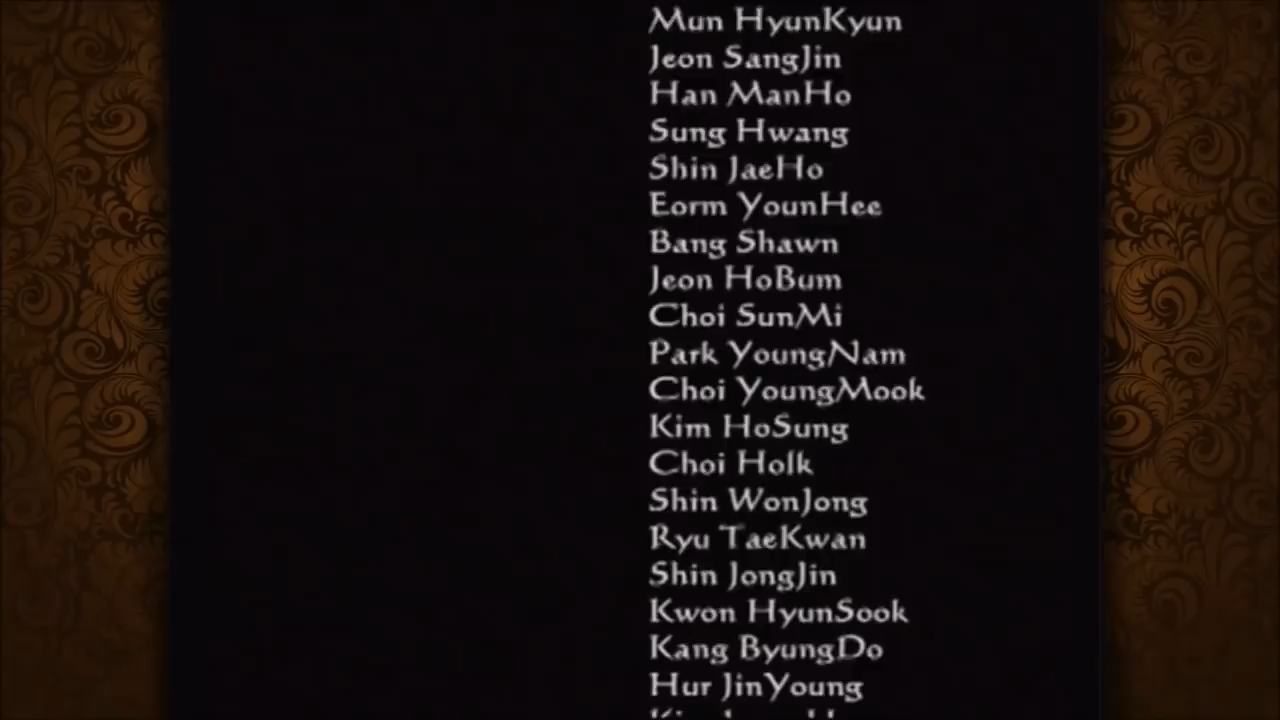 Mun HyunKyun
Jeon SangJin
Han ManHo
Sung Hwang
Shin JaeHo
Eorm YounHee
Bang Shawn
Jeon HoBum
Choi SunMi
Park YoungNam
Choi YoungMook
Kim HoSung
Choi HoIk
Shin WonJong
Ryu TaeKwan
Shin JongJin
Kwon HyunSook
Kang ByungDo
Hur JinYoung